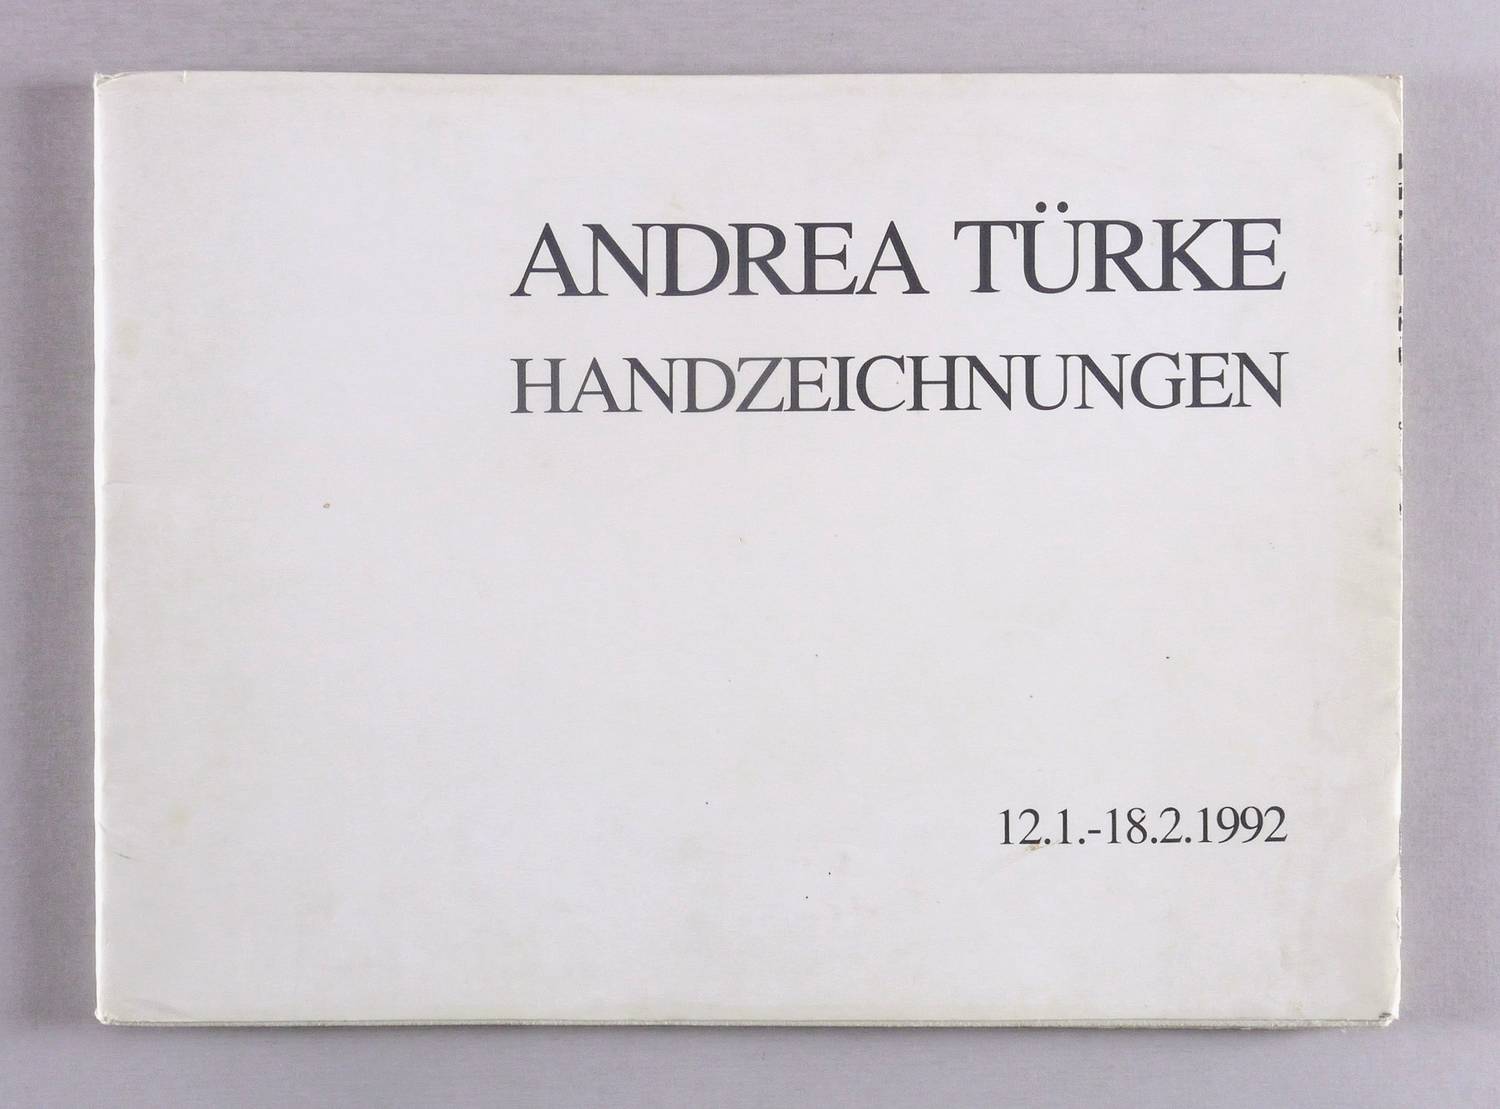 ANDREA TÜRKE
HANDZEICHNUNGEN
12.1.-18.2.1992